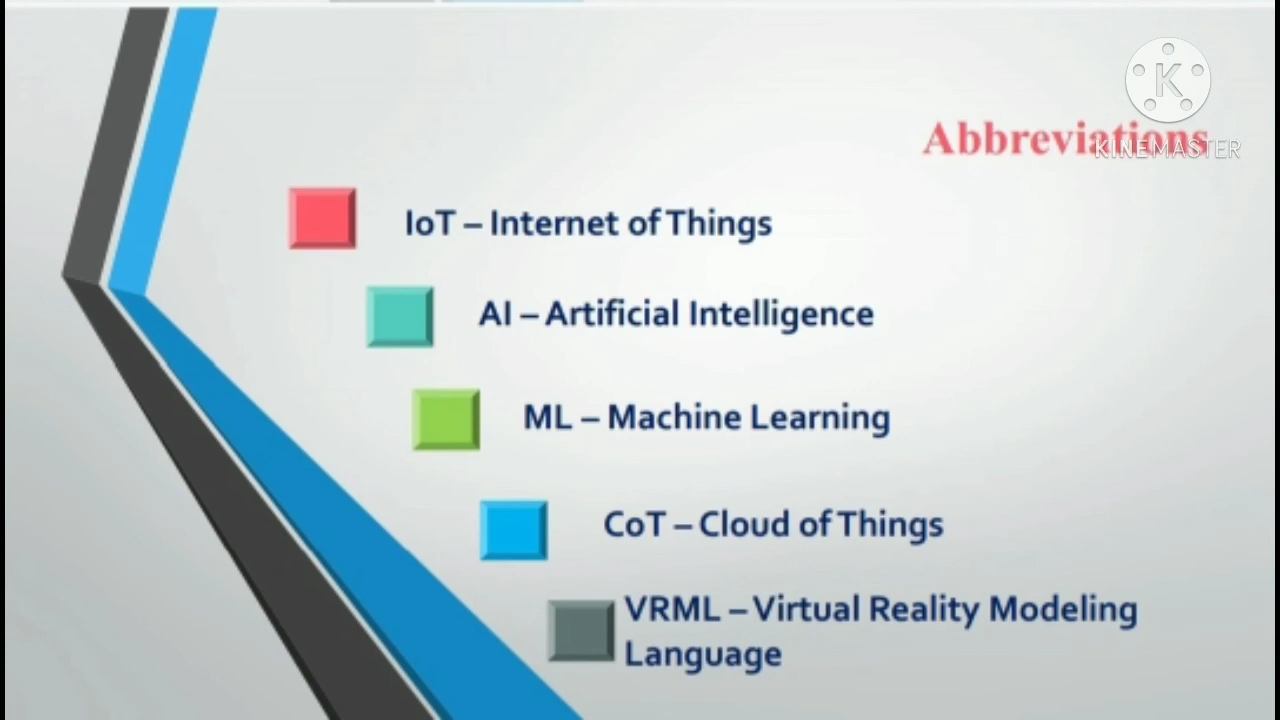 K
Abbreviations
KINEMASTER
IoT – Internet of Things
AI – Artificial Intelligence
ML – Machine Learning
CoT – Cloud of Things
VRML – Virtual Reality Modeling
Language